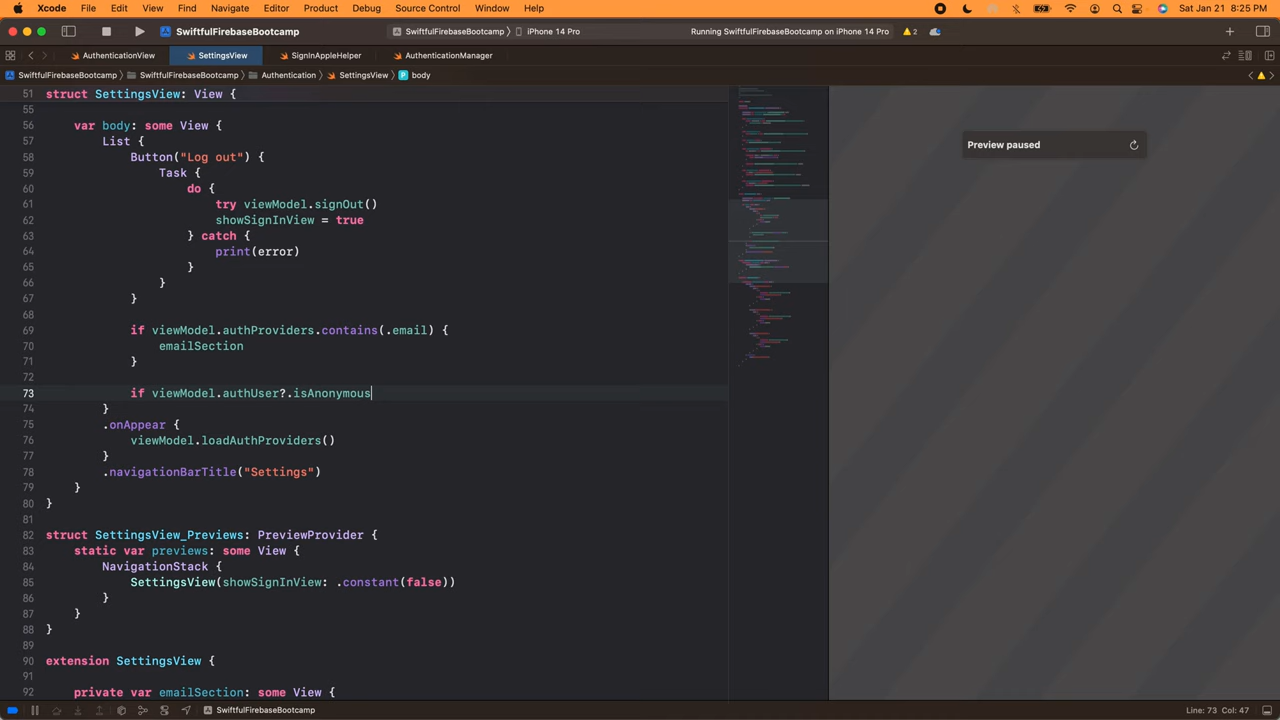 Xcode File Edit View Find Navigate Editor Product Debug Source Control Window Help Sat Jan 21 8:25 PM
SwiftfulFirebaseBootcamp SwiftfulFirebaseBootcamp 〉 iPhone 14 Pro Running SwiftfulFirebaseBootcamp on iPhone 14 Pro 2
AuthenticationView SettingsView SignInAppleHelper AuthenticationManager
SwiftfulFirebaseBootcamp 〉 SwiftfulFirebaseBootcamp 〉 Authentication 〉 SettingsView 〉 body
51 struct SettingsView: View {
55
56 var body: some View {
57 List {
58 Button("Log out") {
59 Task {
60 do {
61 try viewModel.signOut()
62 showSignInView = true
63 } catch {
64 print(error)
65 }
66 }
67 }
68
69 if viewModel.authProviders.contains(.email) {
70 emailSection
71 }
72
73 if viewModel.authUser?.isAnonymous
74 }
75 .onAppear {
76 viewModel.loadAuthProviders()
77 }
78 .navigationBarTitle("Settings")
79 }
80 }
81
82 struct SettingsView_Previews: PreviewProvider {
83 static var previews: some View {
84 NavigationStack {
85 SettingsView(showSignInView: .constant(false))
86 }
87 }
88 }
89
90 extension SettingsView {
91
92 private var emailSection: some View {
Preview paused
SwiftfulFirebaseBootcamp Line: 73 Col: 47